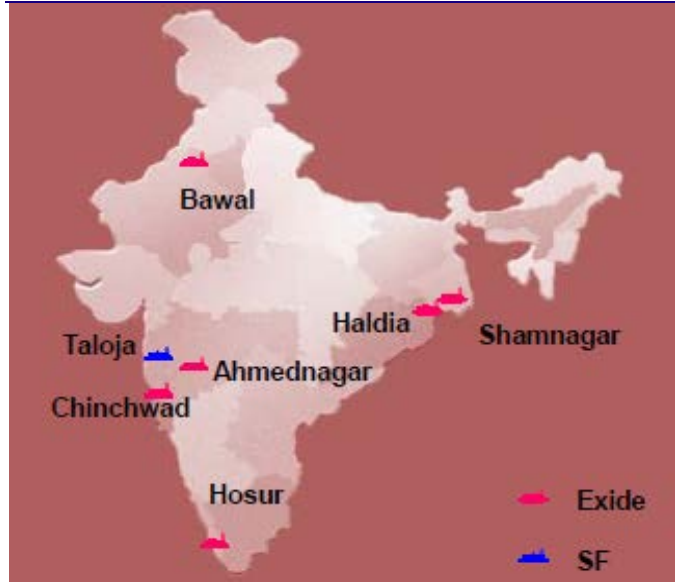 Bawal
Haldia
Shamnagar
Taloja
Ahmednagar
Chinchwad
Hosur
Exide
SF